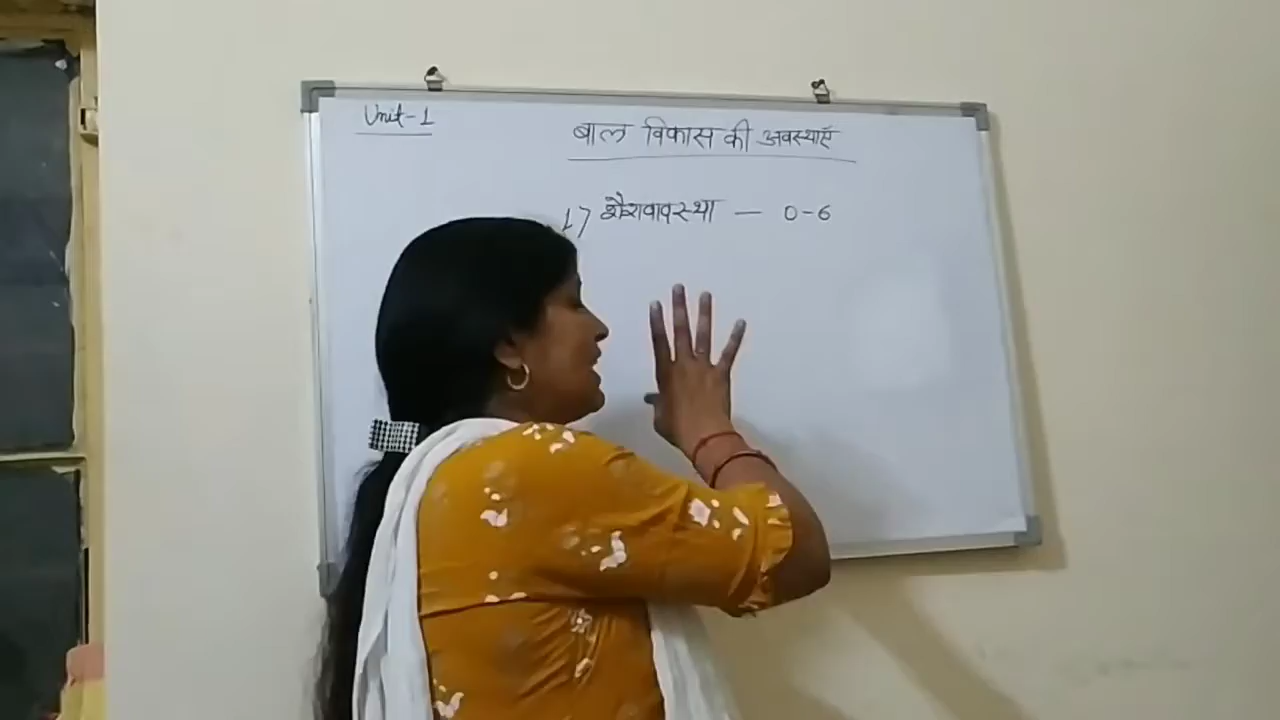 Unit-1
बाल विकास की अवस्थाएँ
1) शैशवावस्था — 0-6